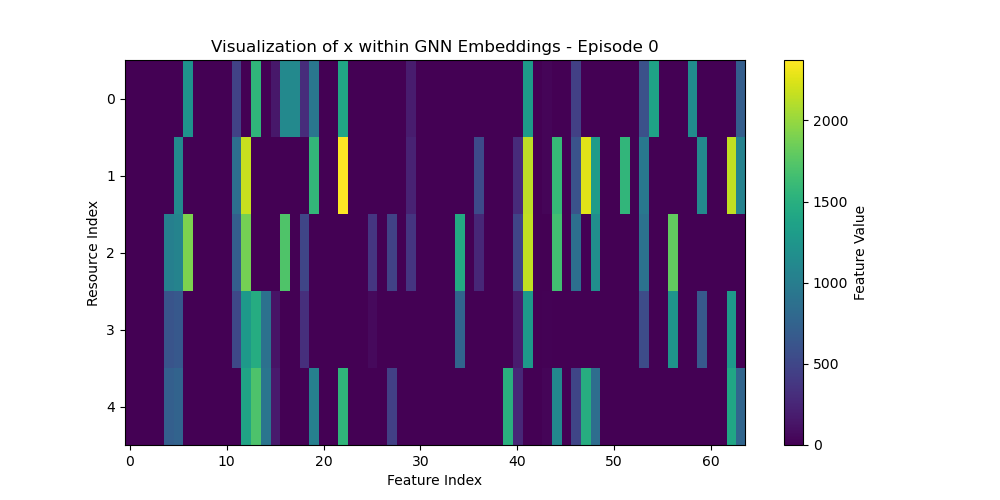 Visualization of x within GNN Embeddings - Episode 0
Resource Index
0
1
2
3
4
0 10 20 30 40 50 60
Feature Index
2000
1500
1000
500
0
Feature Value